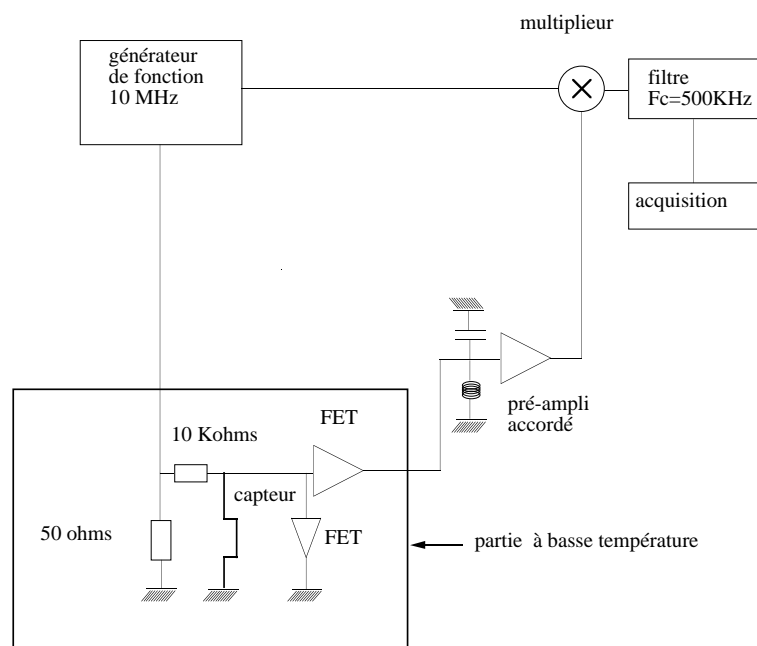 multiplieur
générateur
de fonction
10 MHz
filtre
Fc=500KHz
acquisition
pré-ampli
accordé
FET
10 Kohms
capteur
50 ohms
FET
partie à basse température